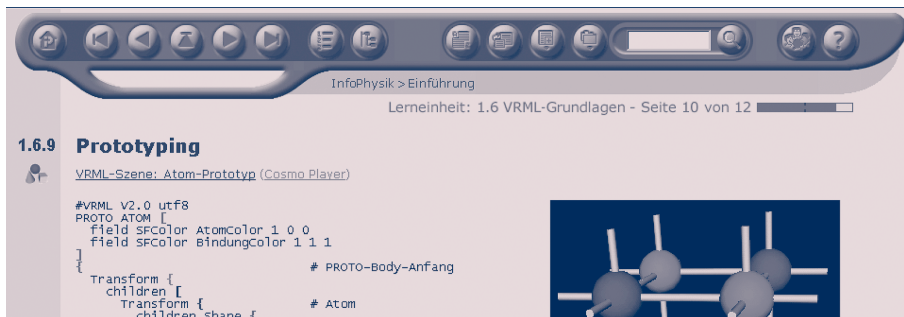 InfoPhysik > Einführung
Lerneinheit: 1.6 VRML-Grundlagen - Seite 10 von 12
1.6.9 Prototyping
VRML-Szene: Atom-Prototyp (Cosmo Player)
#VRML V2.0 utf8
PROTO ATOM [
field SFColor AtomColor 1 0 0
field SFColor BindungColor 1 1 1
]
{ # PROTO-Body-Anfang
Transform {
children [
Transform { # Atom
children Shape {